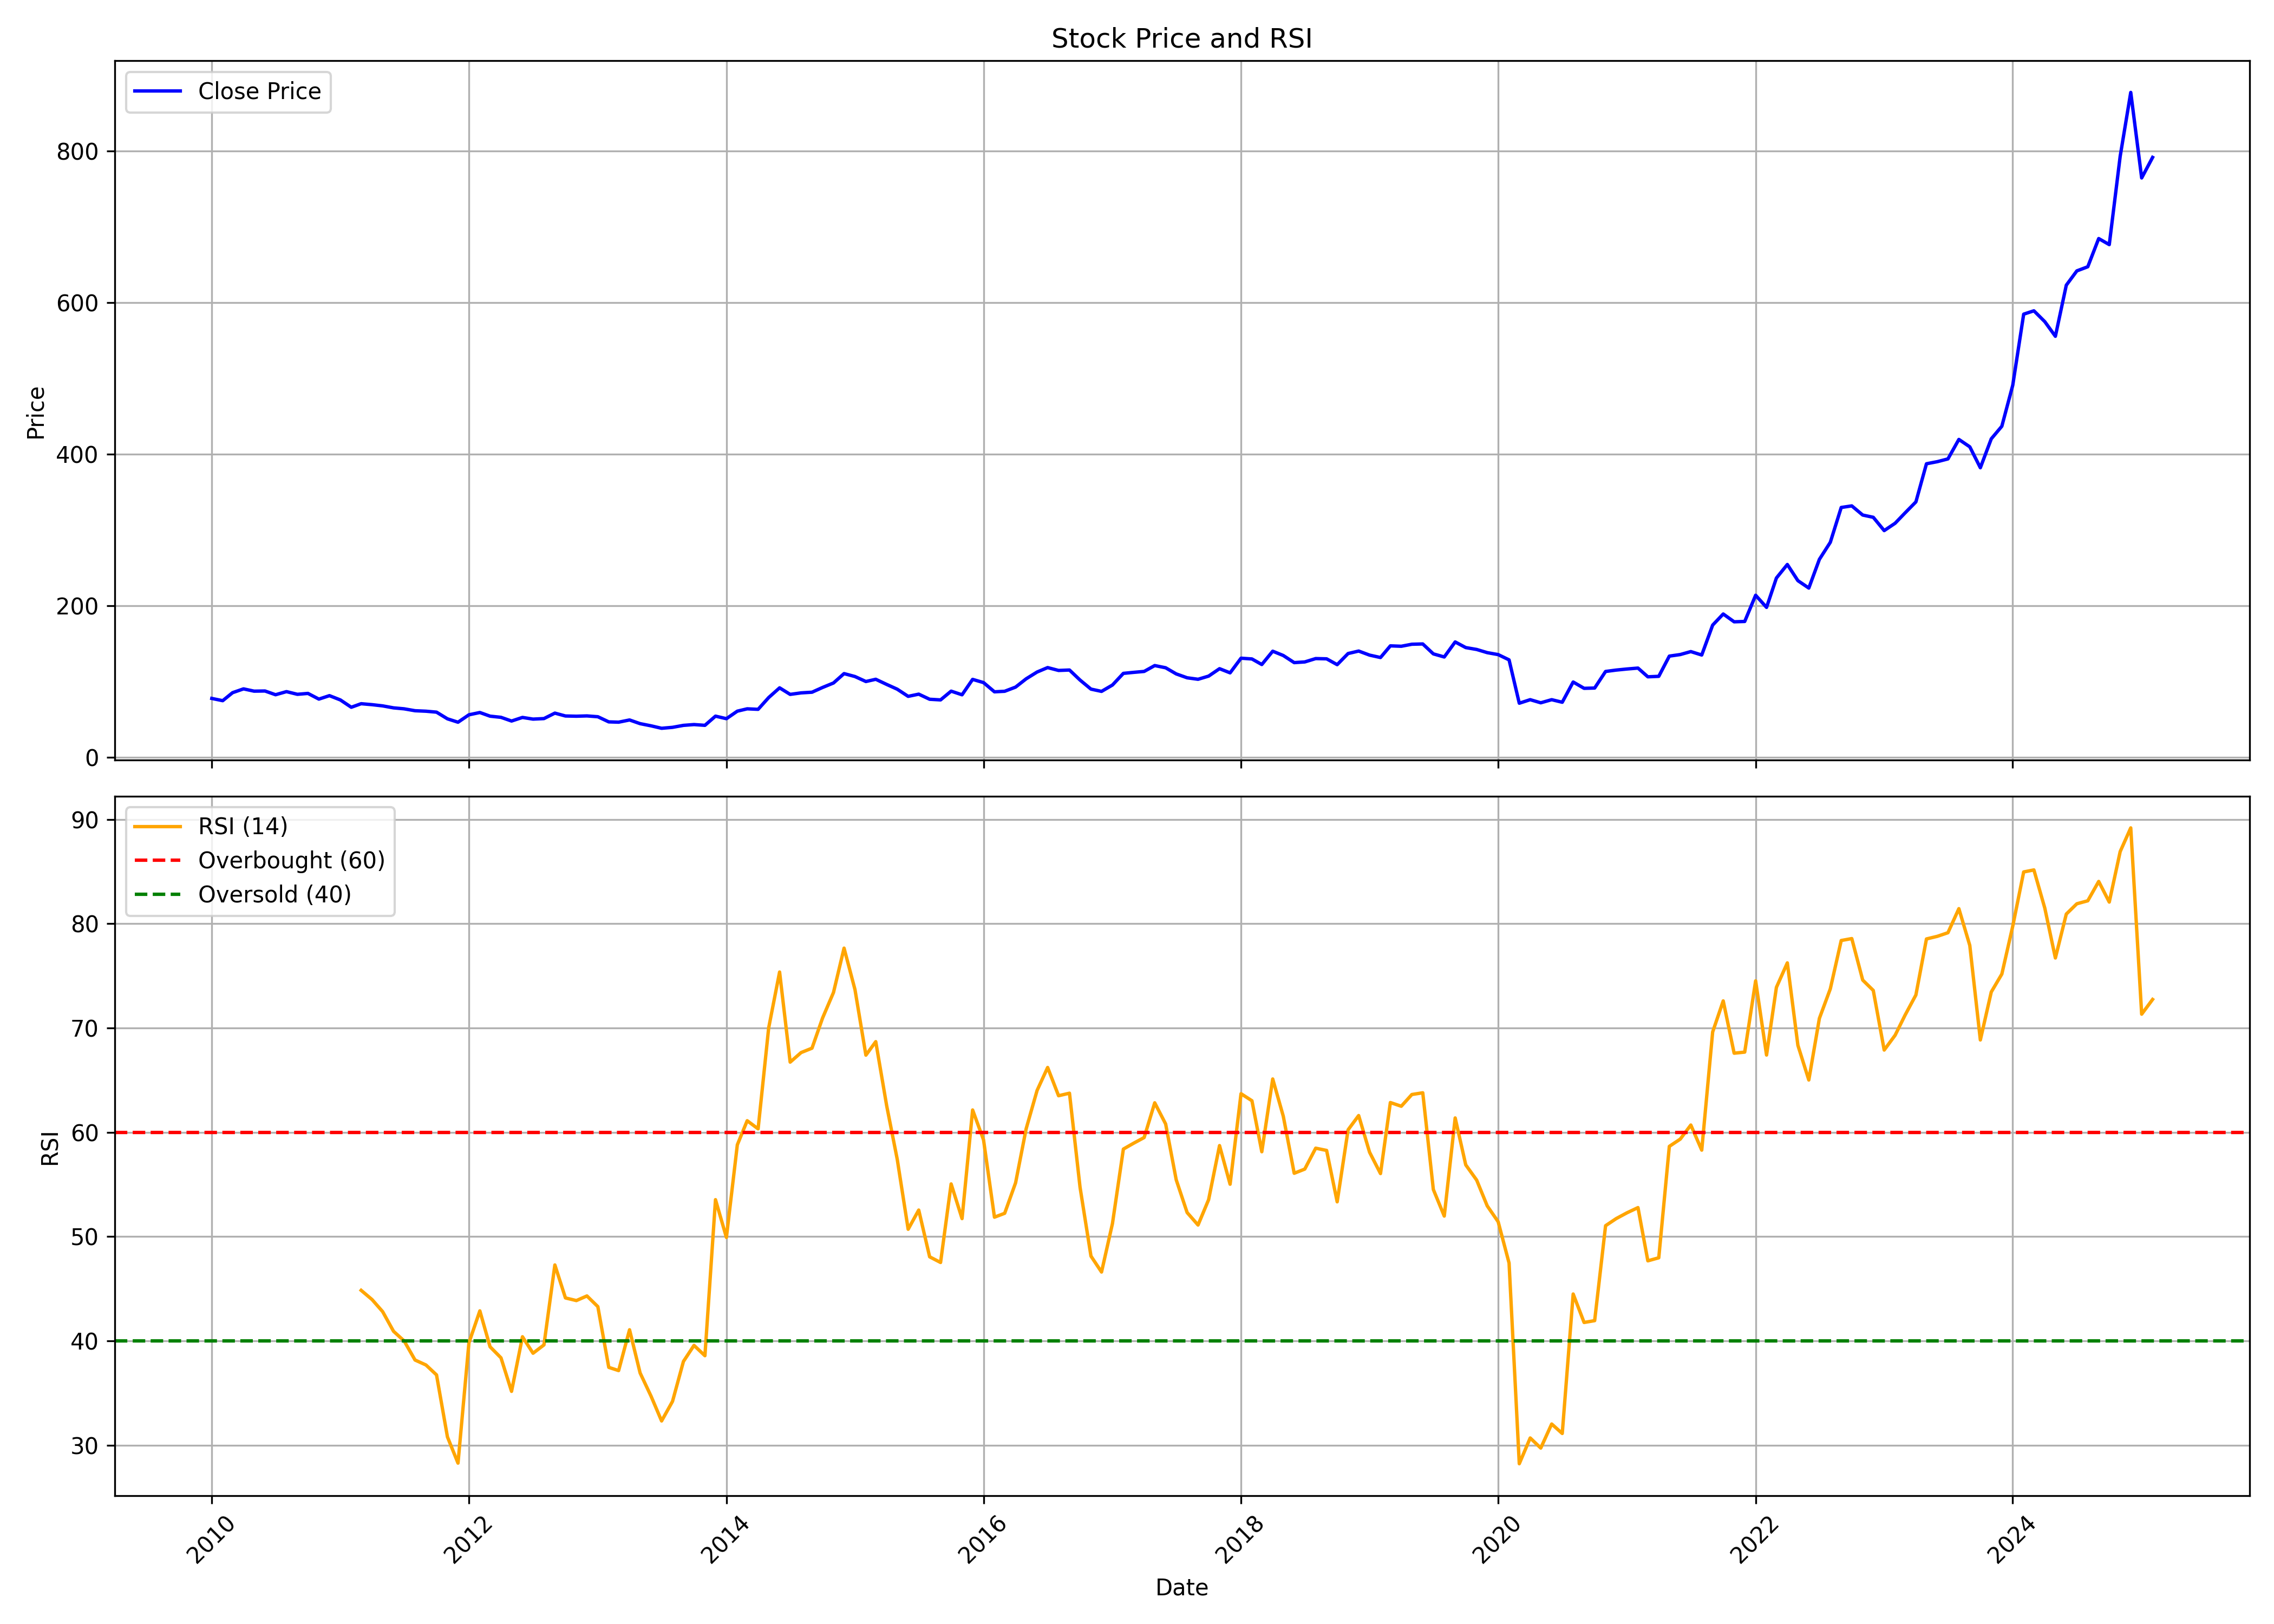 Stock Price and RSI
Close Price
800
600
400
200
0
Price
90
80
70
60
50
40
30
RSI
RSI (14)
Overbought (60)
Oversold (40)
2010
2012
2014
2016
2018
2020
2022
2024
Date